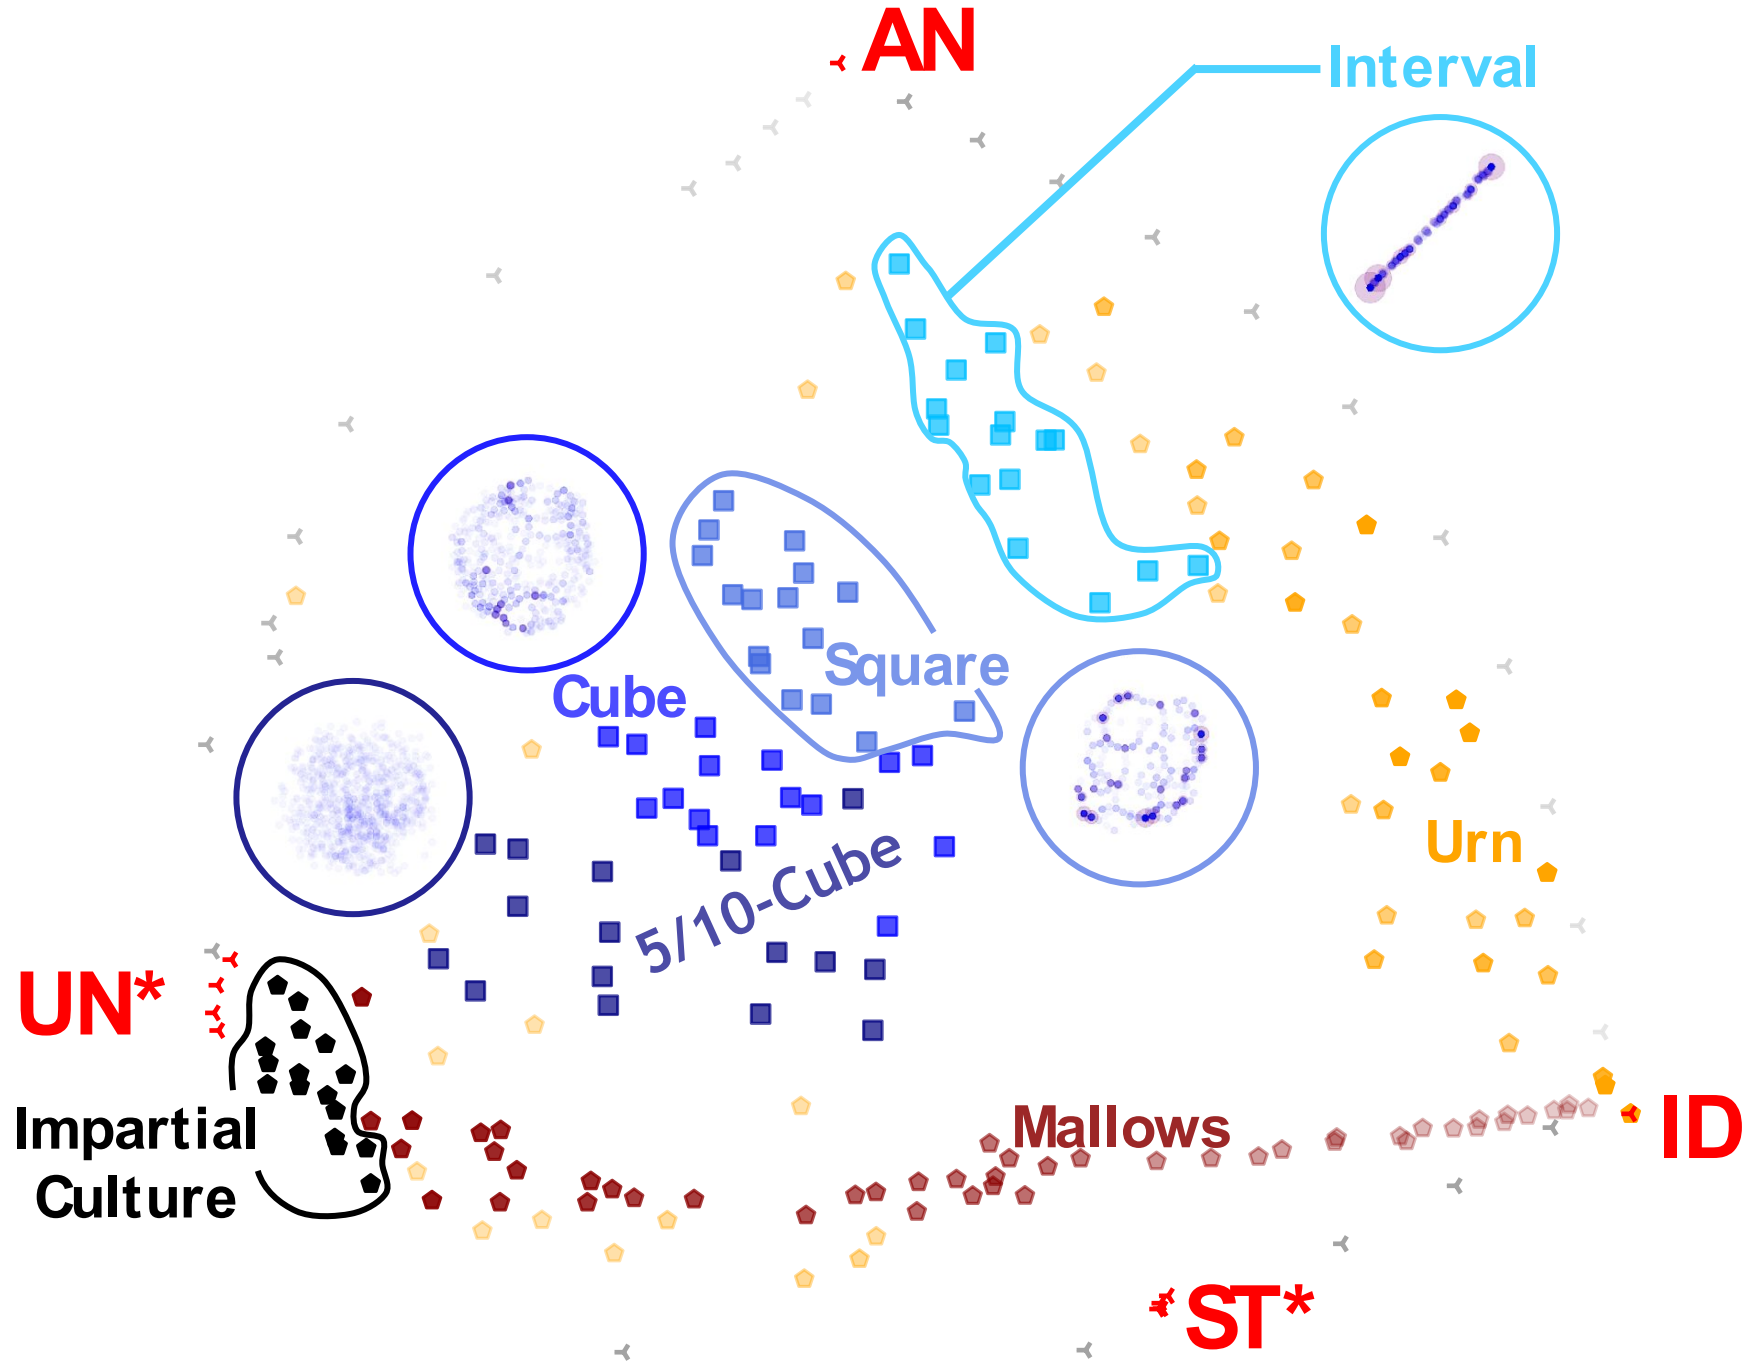 AN
Interval
Square
Cube
Urn
5/10-Cube
UN*
Impartial
Culture
Mallows
ID
ST*